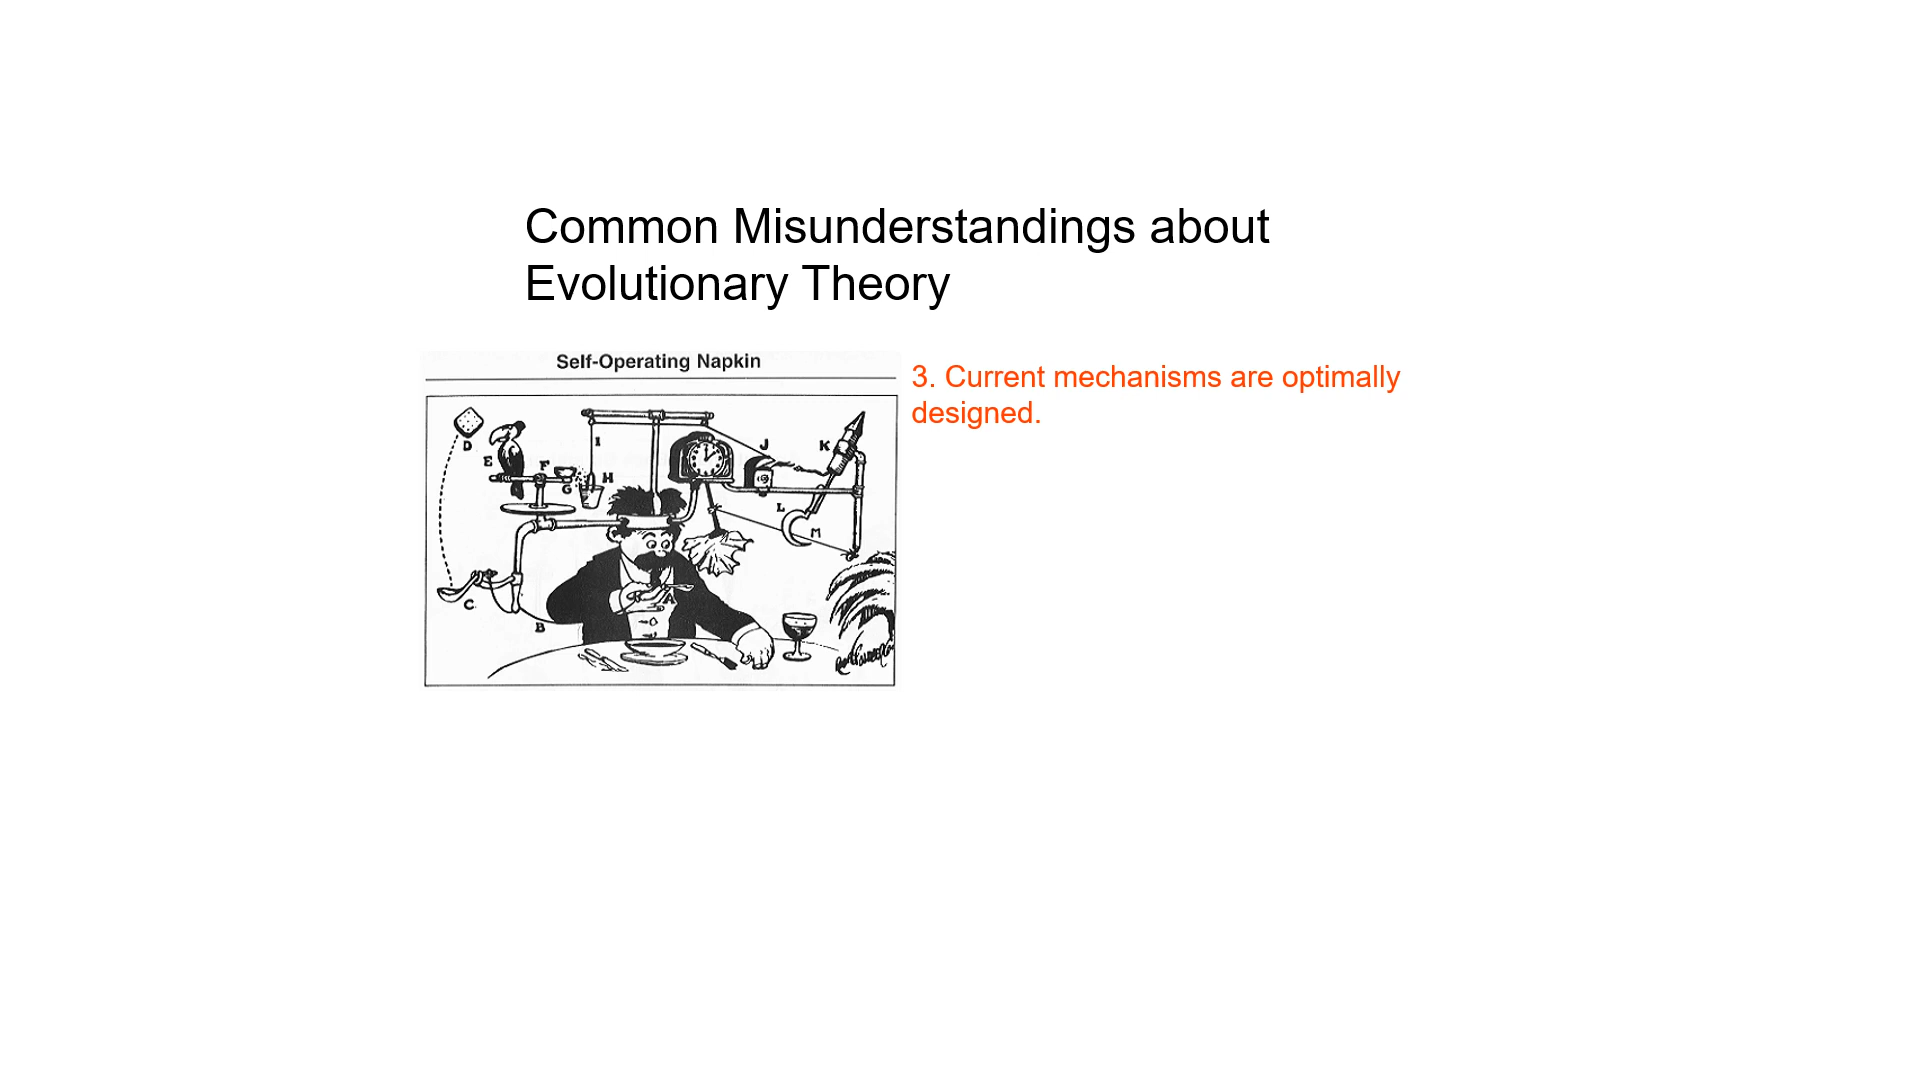 Common Misunderstandings about
Evolutionary Theory
Self-Operating Napkin
3. Current mechanisms are optimally
designed.
D
E
F
G
H
I
J
K
L
M
C
B
A